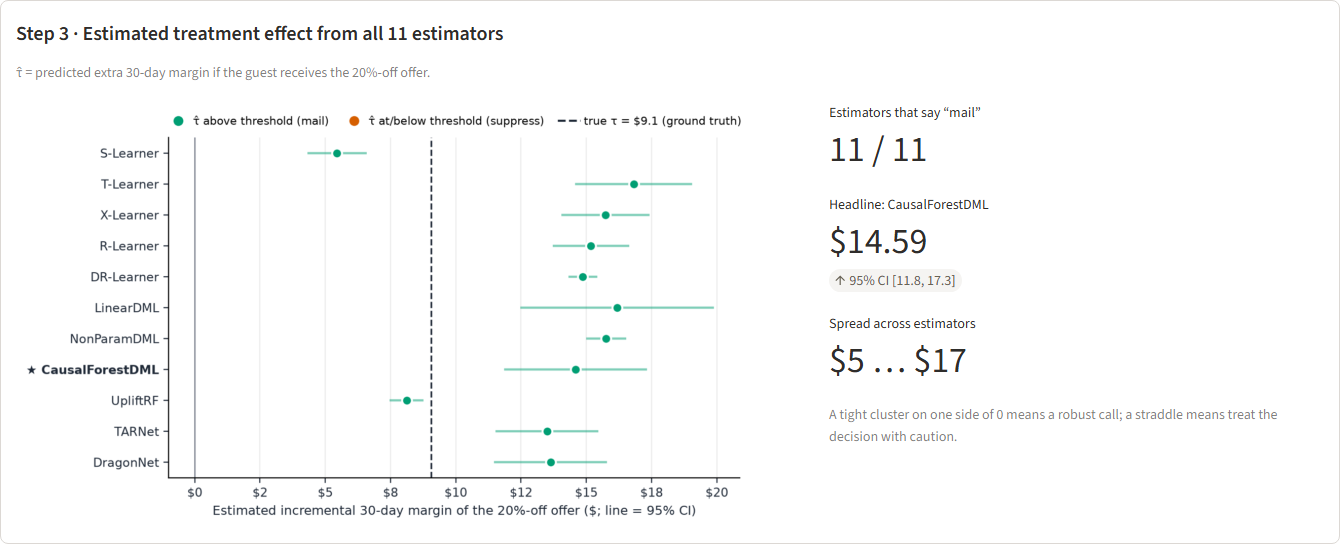 Step 3 · Estimated treatment effect from all 11 estimators
τ̂ = predicted extra 30-day margin if the guest receives the 20%-off offer.
τ̂ above threshold (mail)
τ̂ at/below threshold (suppress)
true τ = $9.1 (ground truth)
S-Learner
T-Learner
X-Learner
R-Learner
DR-Learner
LinearDML
NonParamDML
★ CausalForestDML
UpliftRF
TARNet
DragonNet
$0 $2 $5 $8 $10 $12 $15 $18 $20
Estimated incremental 30-day margin of the 20%-off offer ($; line = 95% CI)
Estimators that say “mail”
11 / 11
Headline: CausalForestDML
$14.59
↑ 95% CI [11.8, 17.3]
Spread across estimators
$5 … $17
A tight cluster on one side of 0 means a robust call; a straddle means treat the
decision with caution.